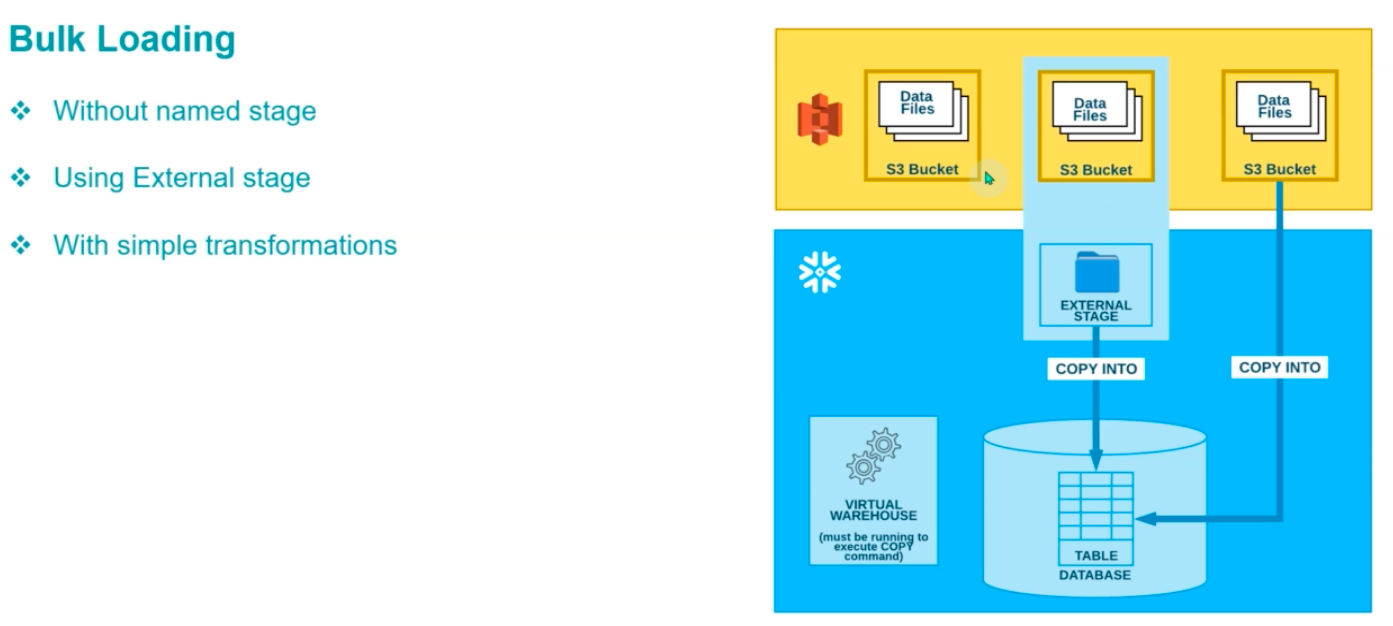 Bulk Loading
Without named stage
Using External stage
With simple transformations
Data
Files
S3 Bucket
Data
Files
S3 Bucket
Data
Files
S3 Bucket
EXTERNAL
STAGE
COPY INTO
COPY INTO
VIRTUAL
WAREHOUSE
(must be running to
execute COPY
command)
TABLE
DATABASE